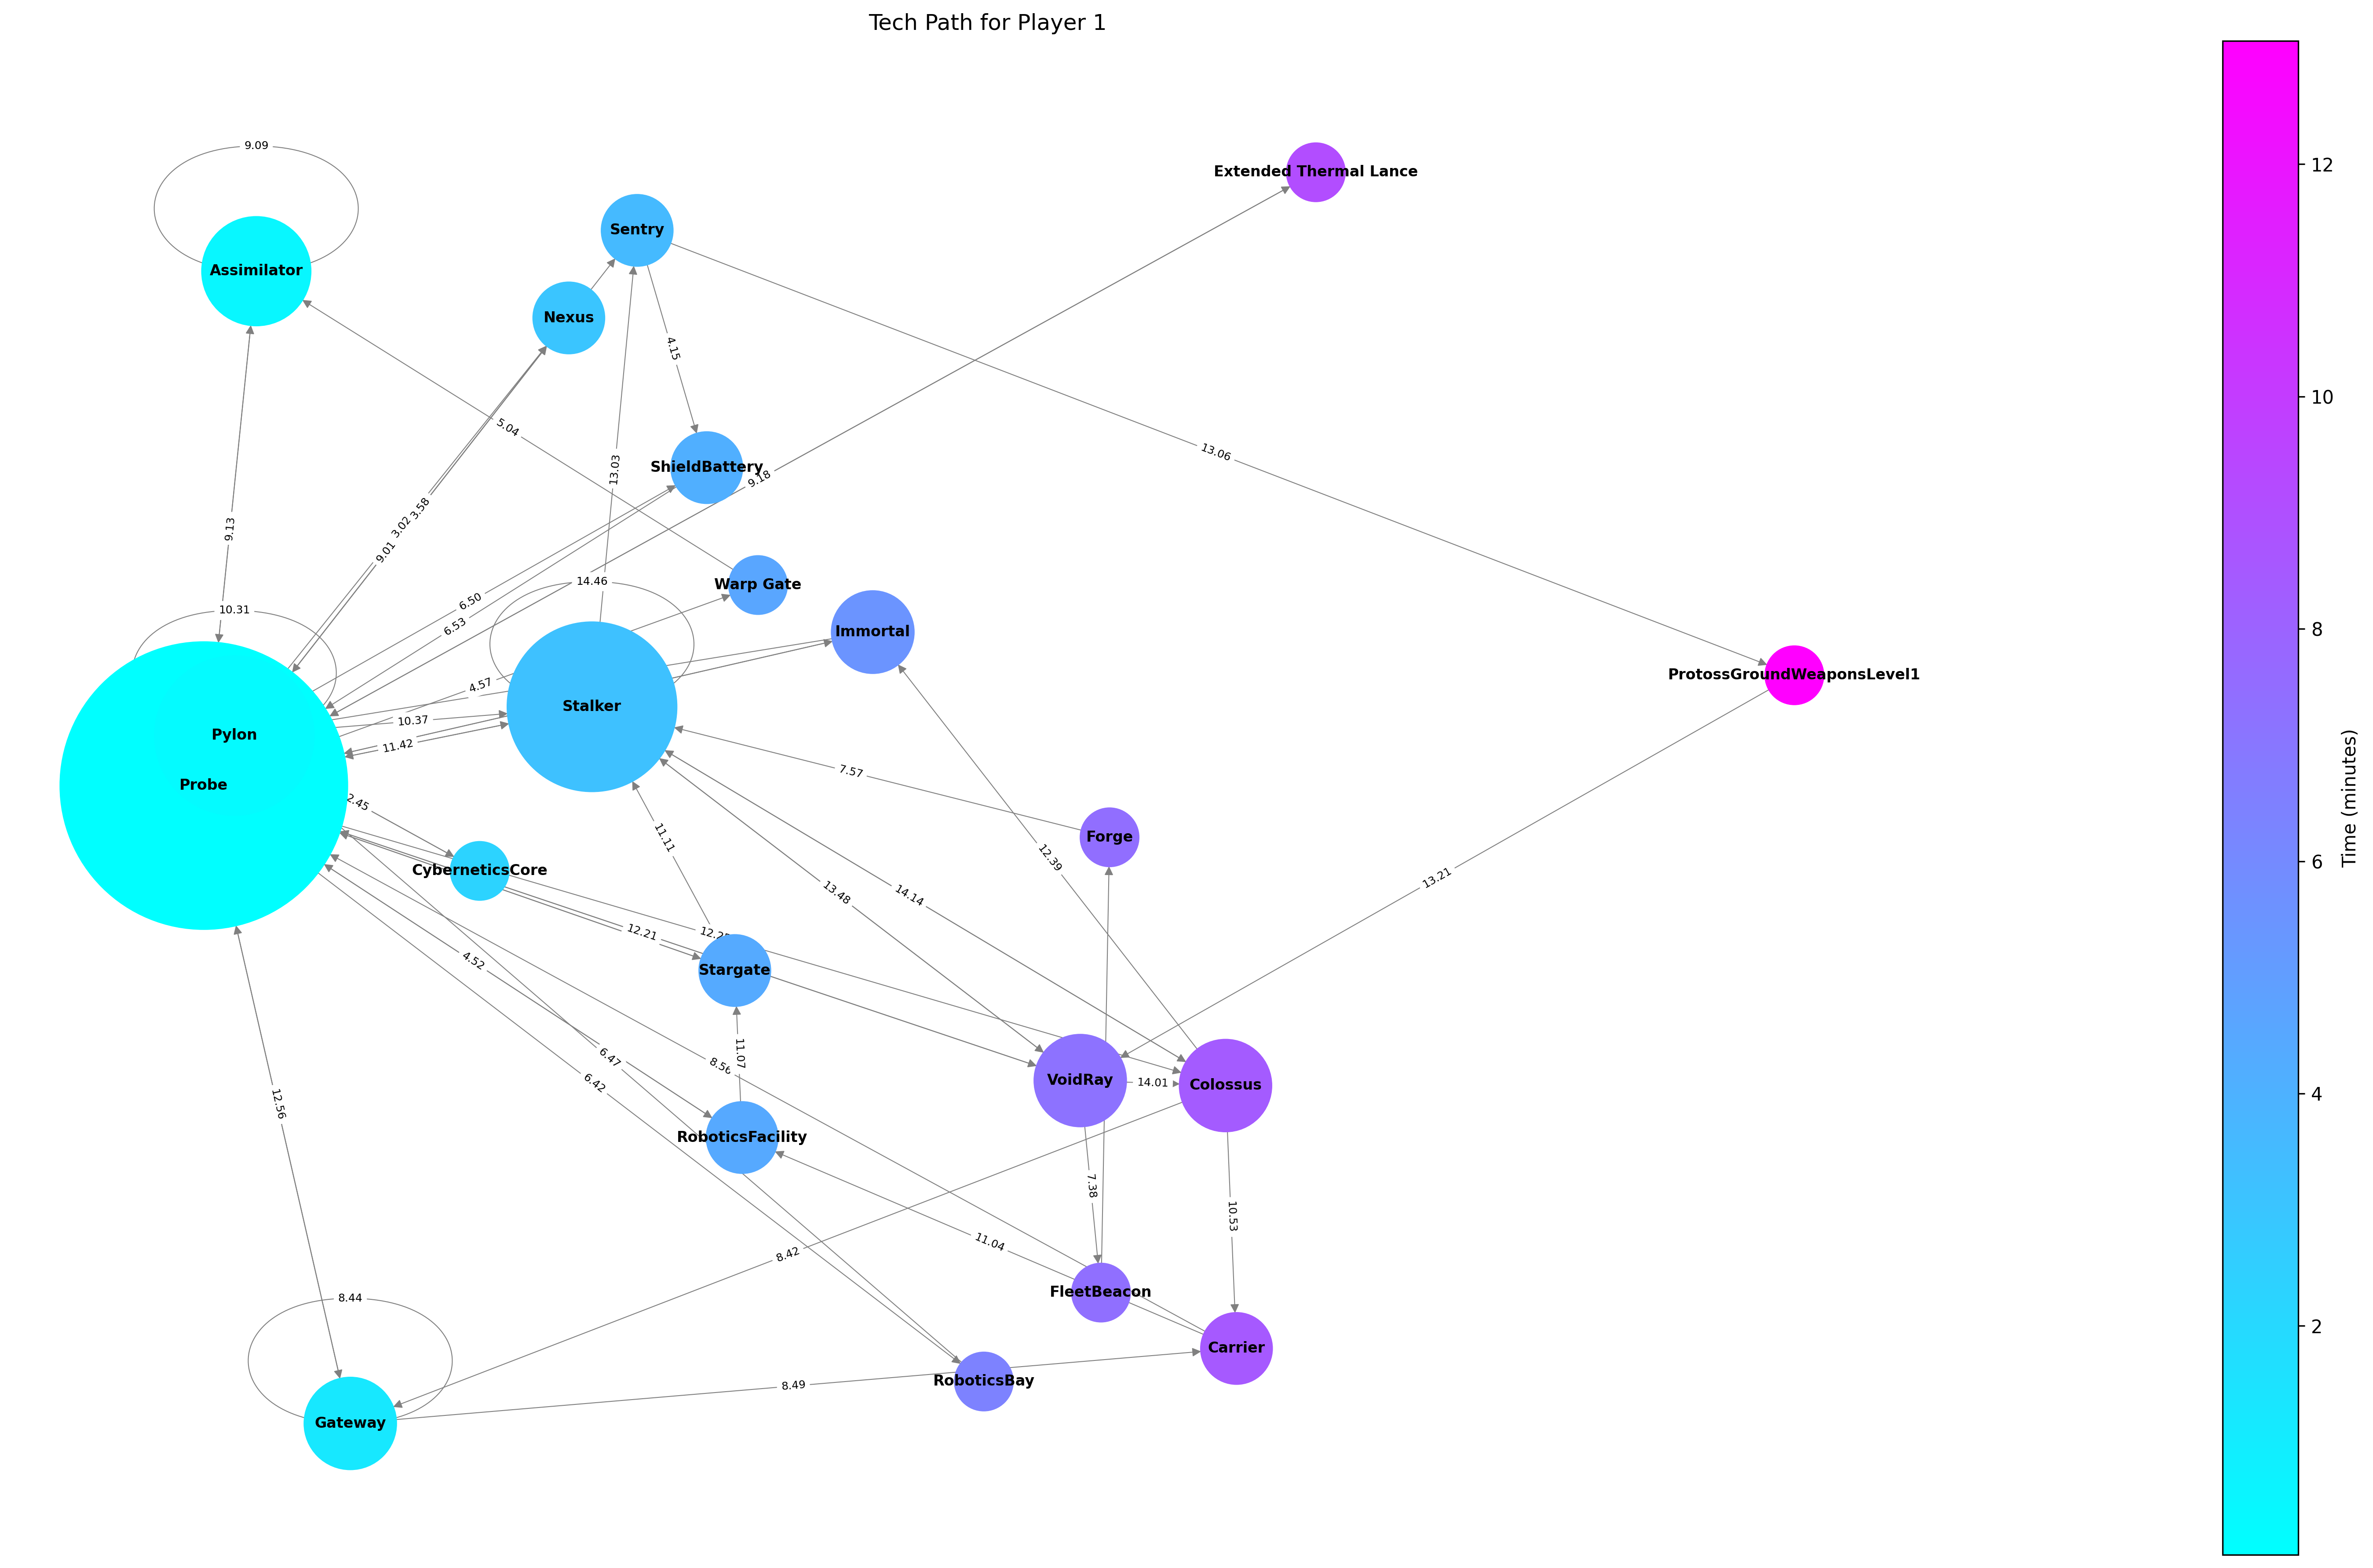 Tech Path for Player 1
9.09
Extended Thermal Lance
Sentry
Assimilator
Nexus
12
4.15
5.04
3.58
3.02
9.01
13.06
10
ShieldBattery
9.18
13.03
9.13
14.46
Warp Gate
6.50
10.31
6.53
Immortal
8
4.57
ProtossGroundWeaponsLevel1
Stalker
10.37
Pylon
11.42
7.57
Probe
2.45
11.11
Forge
Time (minutes)
12.39
6
CyberneticsCore
13.48
14.14
13.21
12.21
4.52
Stargate
6.47
11.07
8.56
6.42
VoidRay
14.01
Colossus
4
12.56
RoboticsFacility
7.38
10.53
11.04
8.42
FleetBeacon
8.44
2
Carrier
8.49
RoboticsBay
Gateway